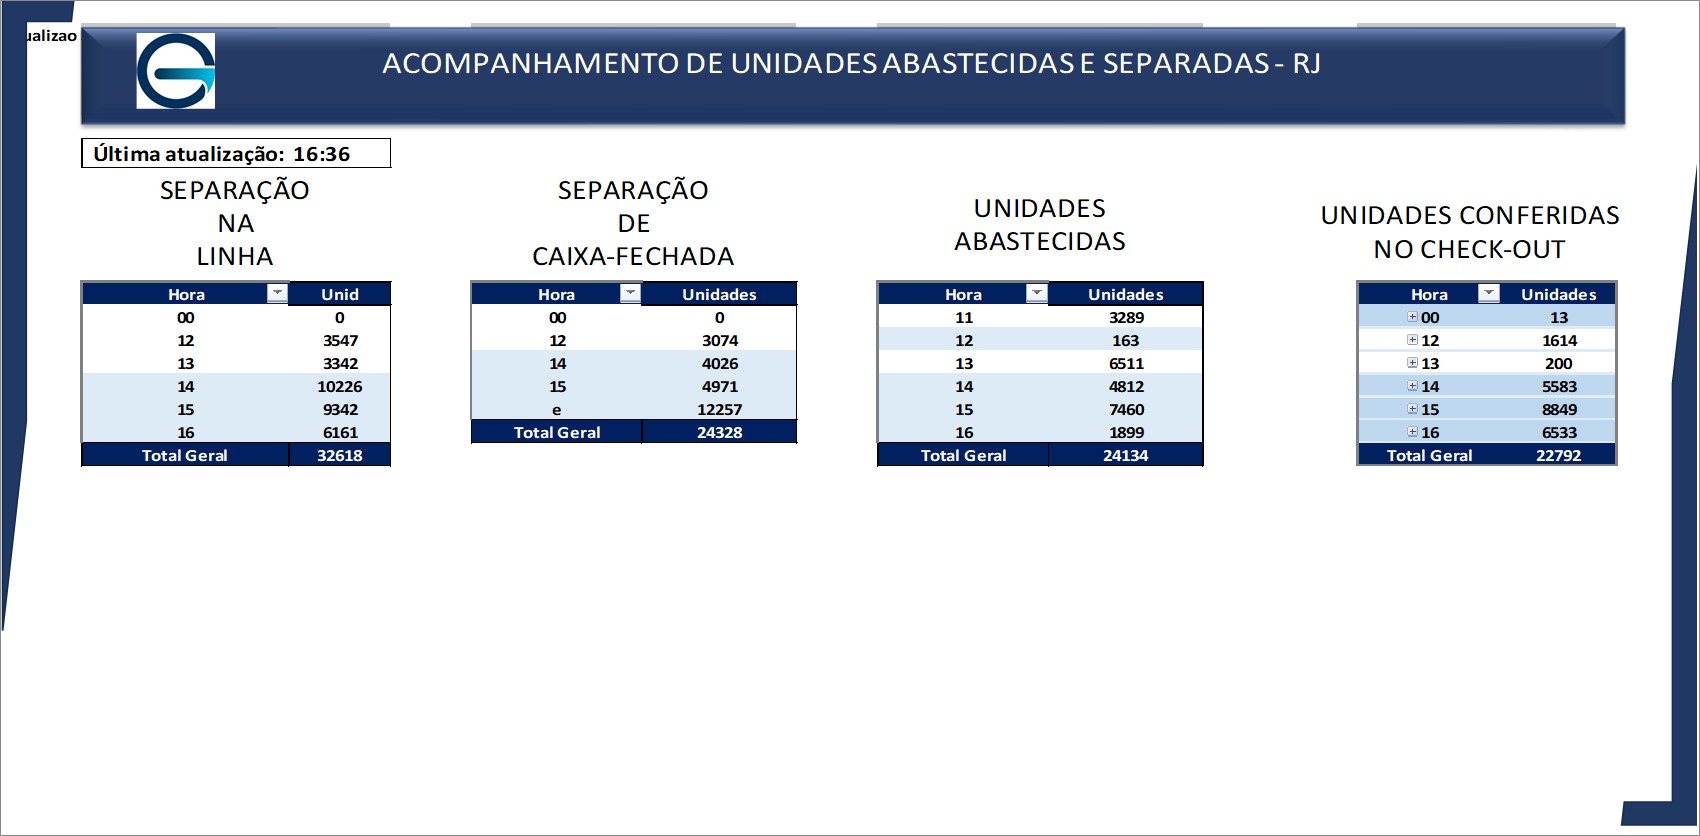 ualizao
ACOMPANHAMENTO DE UNIDADES ABASTECIDAS E SEPARADAS - RJ
Última atualização: 16:36
SEPARAÇÃO
NA
LINHA
Hora Unid
00 0
12 3547
13 3342
14 10226
15 9342
16 6161
Total Geral 32618
SEPARAÇÃO
DE
CAIXA-FECHADA
Hora Unidades
00 0
12 3074
14 4026
15 4971
e 12257
Total Geral 24328
UNIDADES
ABASTECIDAS
Hora Unidades
11 3289
12 163
13 6511
14 4812
15 7460
16 1899
Total Geral 24134
UNIDADES CONFERIDAS
NO CHECK-OUT
Hora Unidades
00 13
12 1614
13 200
14 5583
15 8849
16 6533
Total Geral 22792